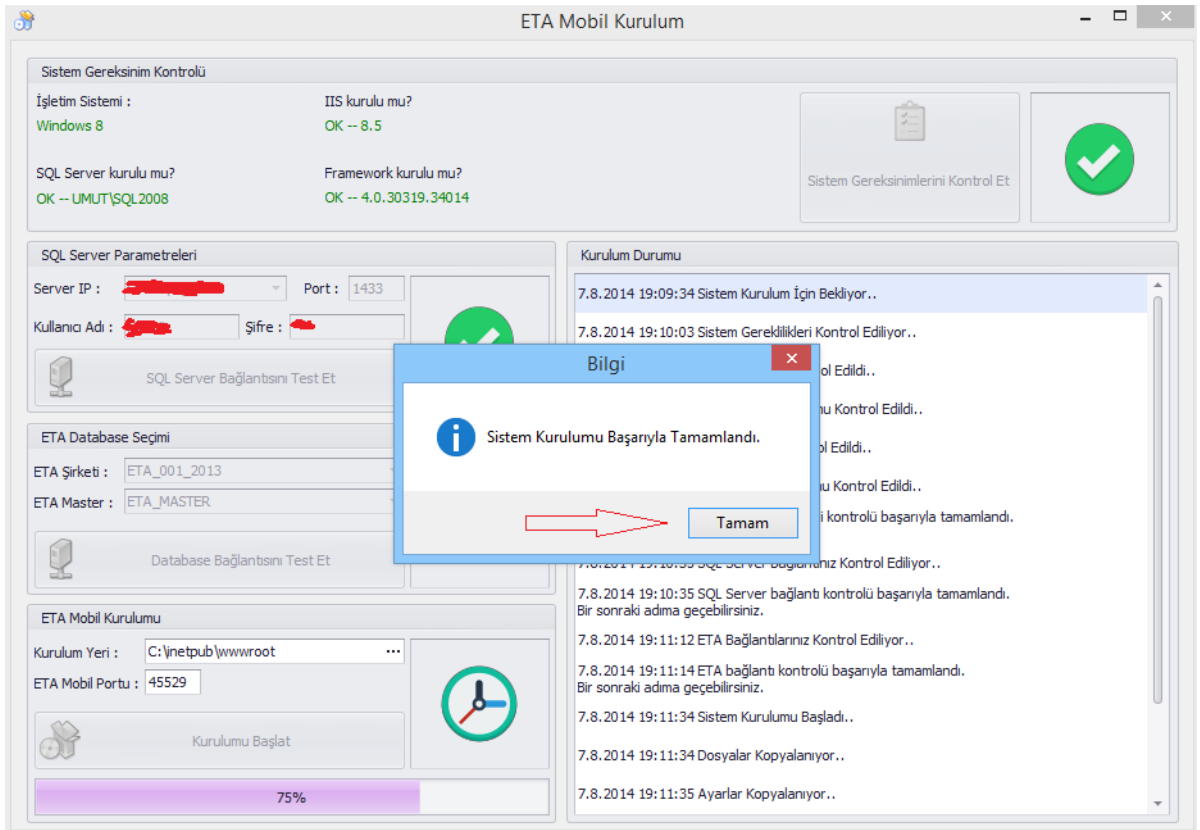 ETA Mobil Kurulum
Sistem Gereksinim Kontrolü
İşletim Sistemi :
Windows 8
IIS kurulu mu?
OK -- 8.5
SQL Server kurulu mu?
OK -- UMUT\SQL2008
Framework kurulu mu?
OK -- 4.0.30319.34014
Sistem Gereksinimlerini Kontrol Et
SQL Server Parametreleri
Server IP :
Port : 1433
Kullanıcı Adı :
Şifre :
SQL Server Bağlantısını Test Et
ETA Database Seçimi
ETA Şirketi : ETA_001_2013
ETA Master : ETA_MASTER
Database Bağlantısını Test Et
ETA Mobil Kurulumu
Kurulum Yeri : C:\inetpub\wwwroot ...
ETA Mobil Portu : 45529
Kurulumu Başlat
75%
Kurulum Durumu
7.8.2014 19:09:34 Sistem Kurulum İçin Bekliyor..
7.8.2014 19:10:03 Sistem Gereklilikleri Kontrol Ediliyor..
Edildi..
Kontrol Edildi..
Edildi..
Kontrol Edildi..
kontrolü başarıyla tamamlandı.
7.8.2014 19:10:35 SQL Server Bağlantınız Kontrol Ediliyor..
7.8.2014 19:10:35 SQL Server bağlantı kontrolü başarıyla tamamlandı.
Bir sonraki adıma geçebilirsiniz.
7.8.2014 19:11:12 ETA Bağlantılarınız Kontrol Ediliyor..
7.8.2014 19:11:14 ETA bağlantı kontrolü başarıyla tamamlandı.
Bir sonraki adıma geçebilirsiniz.
7.8.2014 19:11:34 Sistem Kurulumu Başladı..
7.8.2014 19:11:34 Dosyalar Kopyalanıyor..
7.8.2014 19:11:35 Ayarlar Kopyalanıyor..
Bilgi
Sistem Kurulumu Başarıyla Tamamlandı.
Tamam